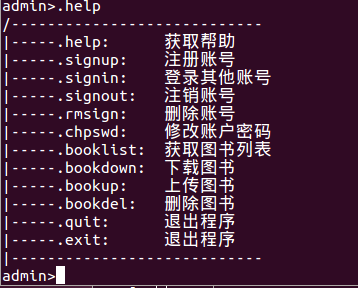 admin>.help
/----------------------------
|-----.help:      获取帮助
|-----.signup:    注册账号
|-----.signin:    登录其他账号
|-----.signout:   注销账号
|-----.rmsign:    删除账号
|-----.chpswd:    修改账户密码
|-----.booklist:  获取图书列表
|-----.bookdown:  下载图书
|-----.bookup:    上传图书
|-----.bookdel:   删除图书
|-----.quit:      退出程序
|-----.exit:      退出程序
|----------------------------
admin>